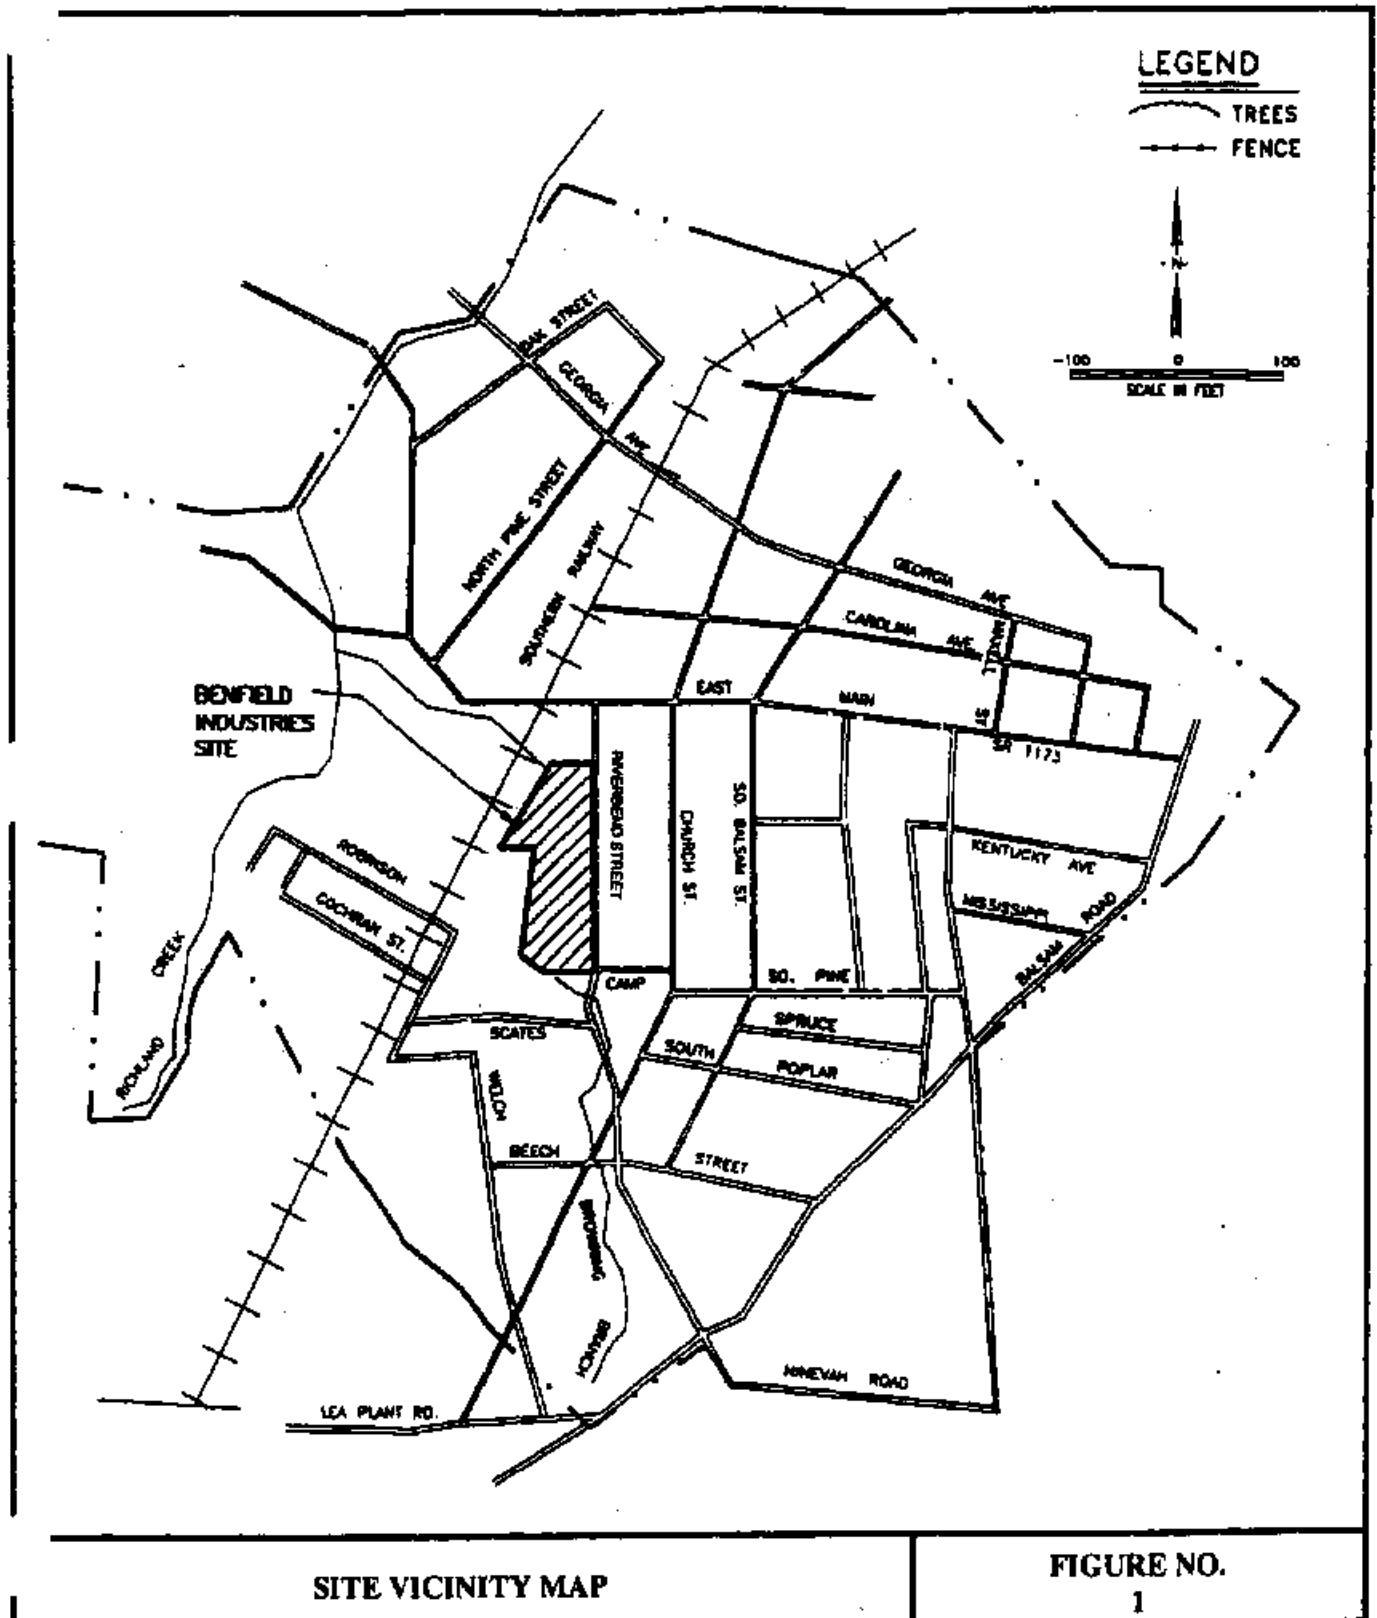 LEGEND
TREES
FENCE
N
-100 0 100
SCALE IN FEET
OAK STREET
GEORGIA AVE
NORTH PINE STREET
SOUTHERN RAILWAY
GEORGIA AVE
CAROLINA AVE
MAXELL ST
EAST MAIN
SR 1173
BENFIELD
INDUSTRIES
SITE
RIVERBEND STREET
CHURCH ST.
SO. BALSAM ST.
KENTUCKY AVE
MISSISSIPPI
BALSAM ROAD
ROBINSON
COCHRAN ST.
RICHLAND CREEK
CAMP
SO. PINE
SCATES
SPRUCE
SOUTH POPLAR
WELCH
BEECH STREET
BROWNING BRANCH
NINEVAH ROAD
LEA PLANT RD.
SITE VICINITY MAP
FIGURE NO.
1